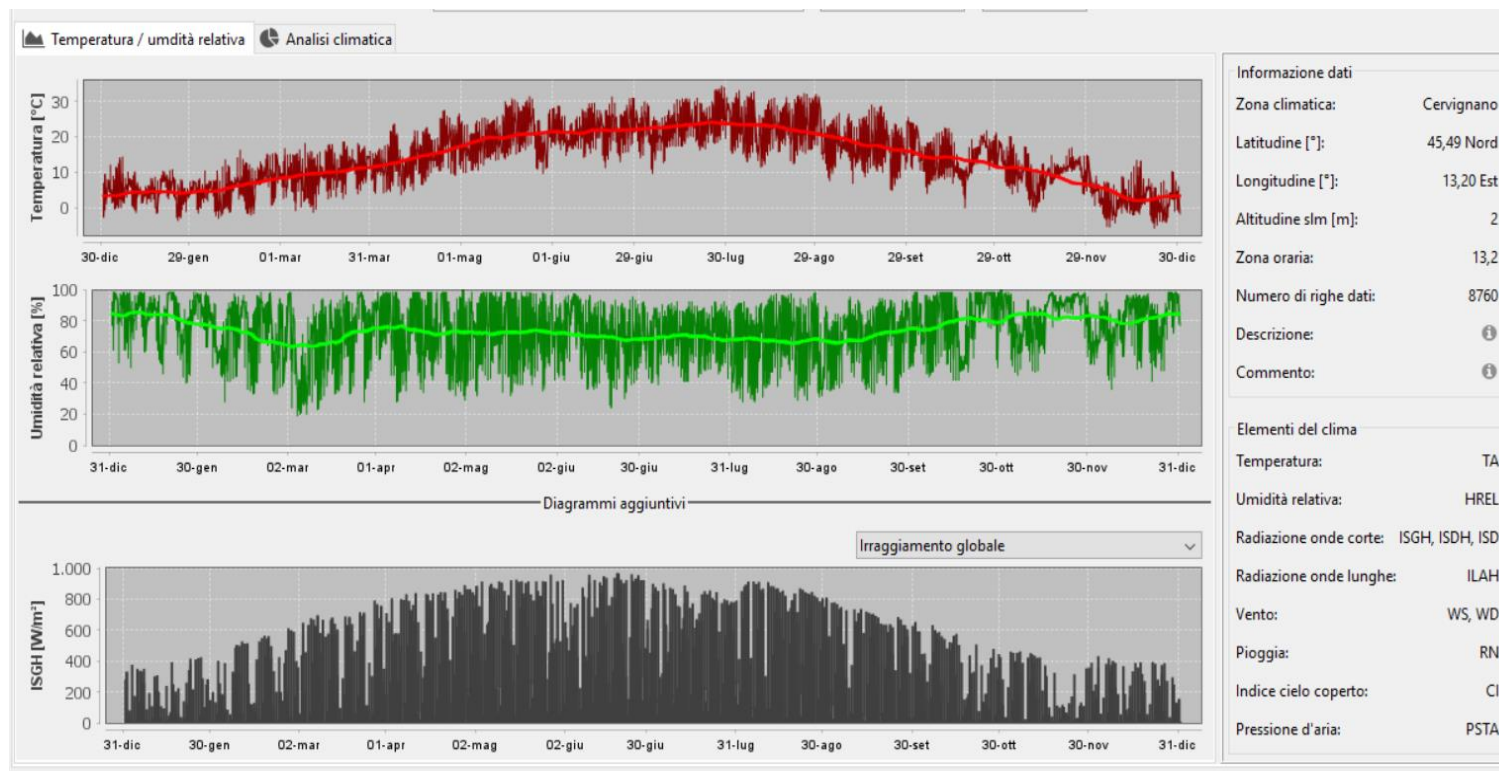 Temperatura / umdità relativa Analisi climatica
Temperatura [°C]
30
20
10
0
30-dic 29-gen 01-mar 31-mar 01-mag 01-giu 29-giu 30-lug 29-ago 29-set 29-ott 29-nov 30-dic
Umidità relativa [%]
100
80
60
40
20
0
31-dic 30-gen 02-mar 01-apr 02-mag 02-giu 30-giu 31-lug 30-ago 30-set 30-ott 30-nov 31-dic
Diagrammi aggiuntivi
Irraggiamento globale
ISGH [W/m²]
1.000
800
600
400
200
0
31-dic 30-gen 02-mar 01-apr 02-mag 02-giu 30-giu 31-lug 30-ago 30-set 30-ott 30-nov 31-dic
Informazione dati
Zona climatica: Cervignano
Latitudine [°]: 45,49 Nord
Longitudine [°]: 13,20 Est
Altitudine slm [m]: 2
Zona oraria: 13,2
Numero di righe dati: 8760
Descrizione:
Commento:
Elementi del clima
Temperatura: TA
Umidità relativa: HREL
Radiazione onde corte: ISGH, ISDH, ISD
Radiazione onde lunghe: ILAH
Vento: WS, WD
Pioggia: RN
Indice cielo coperto: CI
Pressione d'aria: PSTA